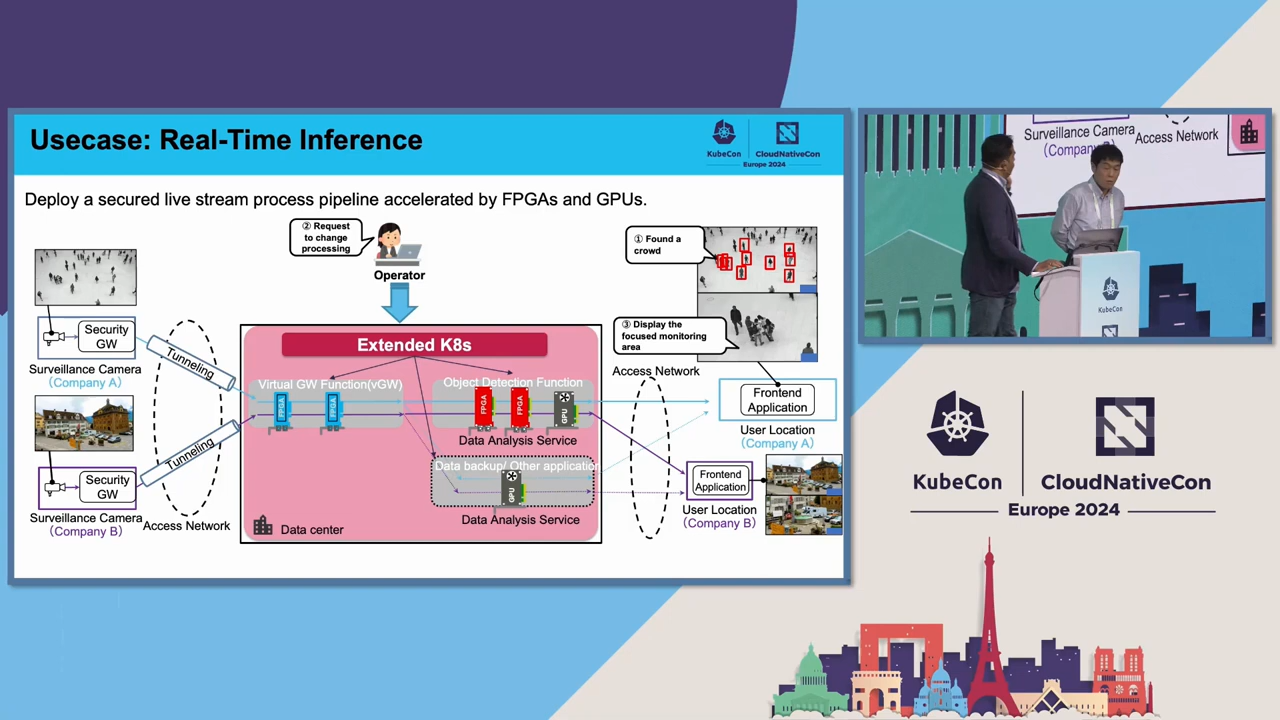 Usecase: Real-Time Inference
KubeCon
CloudNativeCon
Europe 2024
Deploy a secured live stream process pipeline accelerated by FPGAs and GPUs.
② Request
to change
processing
Operator
① Found a
crowd
③ Display the
focused monitoring
area
Security
GW
Surveillance Camera
(Company A)
Tunneling
Extended K8s
Virtual GW Function(vGW)
FPGA
FPGA
Object Detection Function
FPGA
FPGA
GPU
Data Analysis Service
Access Network
Frontend
Application
User Location
(Company A)
Security
GW
Surveillance Camera
(Company B)
Tunneling
Access Network
Data backup/ Other application
GPU
Data Analysis Service
Data center
Frontend
Application
User Location
(Company B)
Surveillance Camera
Access Network
KubeCon
CloudNativeCon
Europe 2024